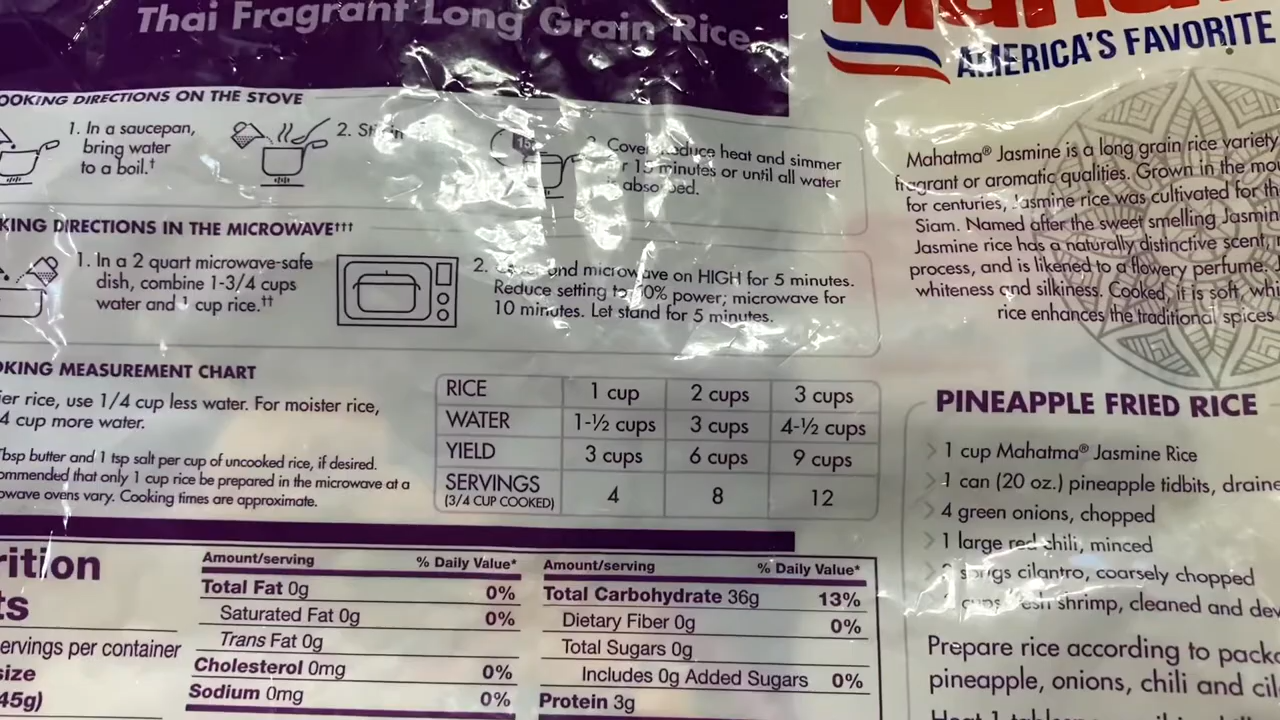 Thai Fragrant Long Grain Rice
AMERICA'S FAVORITE
OOKING DIRECTIONS ON THE STOVE
1. In a saucepan,
bring water
to a boil.†
2.
Cover reduce heat and simmer
15 minutes or until all water
absorbed.
KING DIRECTIONS IN THE MICROWAVE†††
1. In a 2 quart microwave-safe
dish, combine 1-3/4 cups
water and 1 cup rice.††
2. and microwave on HIGH for 5 minutes.
Reduce setting to power; microwave for
10 minutes. Let stand for 5 minutes.
OKING MEASUREMENT CHART
ier rice, use 1/4 cup less water. For moister rice,
4 cup more water.
Tbsp butter and 1 tsp salt per cup of uncooked rice, if desired.
ommended that only 1 cup rice be prepared in the microwave at a
owave ovens vary. Cooking times are approximate.
RICE 1 cup 2 cups 3 cups
WATER 1-½ cups 3 cups 4-½ cups
YIELD 3 cups 6 cups 9 cups
SERVINGS
(3/4 CUP COOKED) 4 8 12
rition
ts
ervings per container
size
45g)
Amount/serving % Daily Value*
Total Fat 0g 0%
Saturated Fat 0g 0%
Trans Fat 0g
Cholesterol 0mg 0%
Sodium 0mg 0%
Amount/serving % Daily Value*
Total Carbohydrate 36g 13%
Dietary Fiber 0g 0%
Total Sugars 0g
Includes 0g Added Sugars 0%
Protein 3g
Mahatma® Jasmine is a long grain rice variety
fragrant or aromatic qualities. Grown in the mou
for centuries, Jasmine rice was cultivated for th
Siam. Named after the sweet smelling Jasmin
Jasmine rice has a naturally distinctive scent,
process, and is likened to a flowery perfume.
whiteness and silkiness. Cooked, it is soft, whi
rice enhances the traditional spices
PINEAPPLE FRIED RICE
> 1 cup Mahatma® Jasmine Rice
> 1 can (20 oz.) pineapple tidbits, draine
> 4 green onions, chopped
> 1 large red chili, minced
> sprigs cilantro, coarsely chopped
cups fresh shrimp, cleaned and dev
Prepare rice according to packa
pineapple, onions, chili and cil